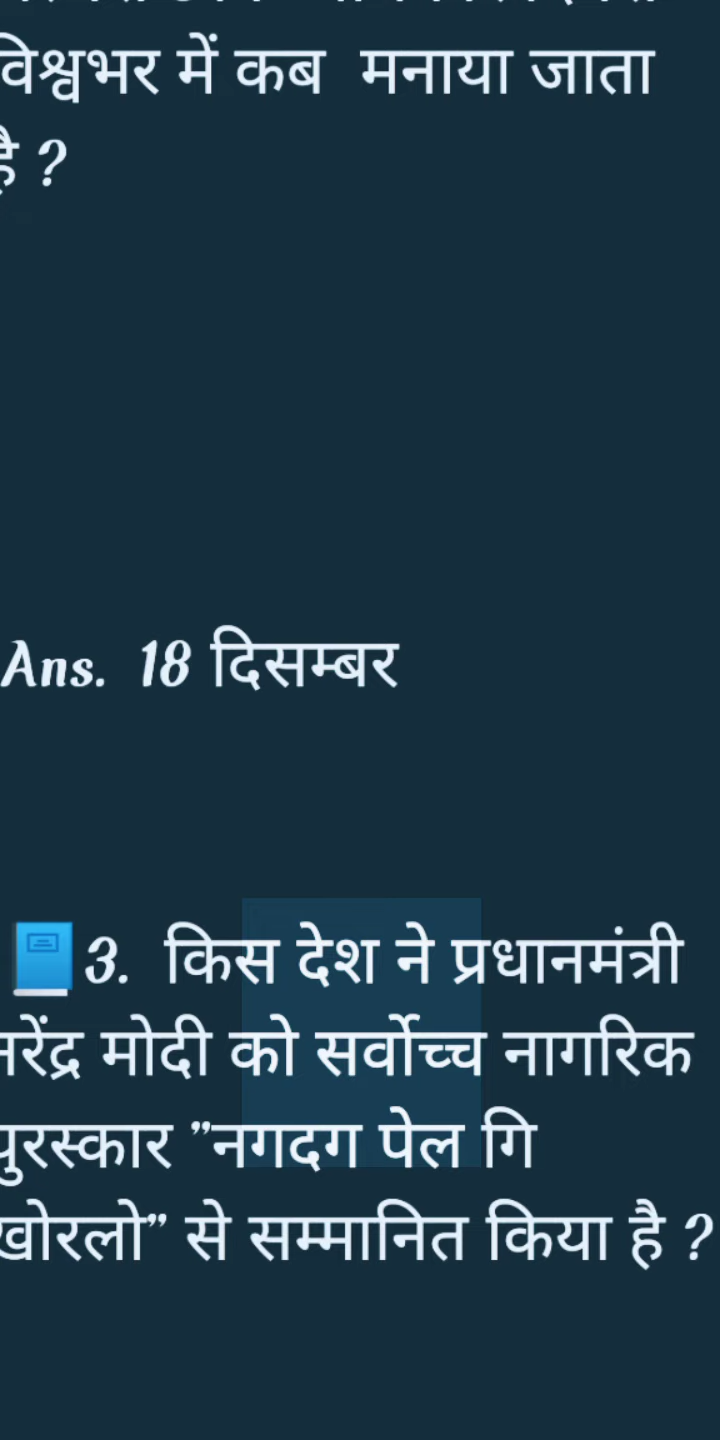 विश्वभर में कब मनाया जाता
है ?
Ans. 18 दिसम्बर
3. किस देश ने प्रधानमंत्री
नरेंद्र मोदी को सर्वोच्च नागरिक
पुरस्कार ”नगदग पेल गि
खोरलो” से सम्मानित किया है ?